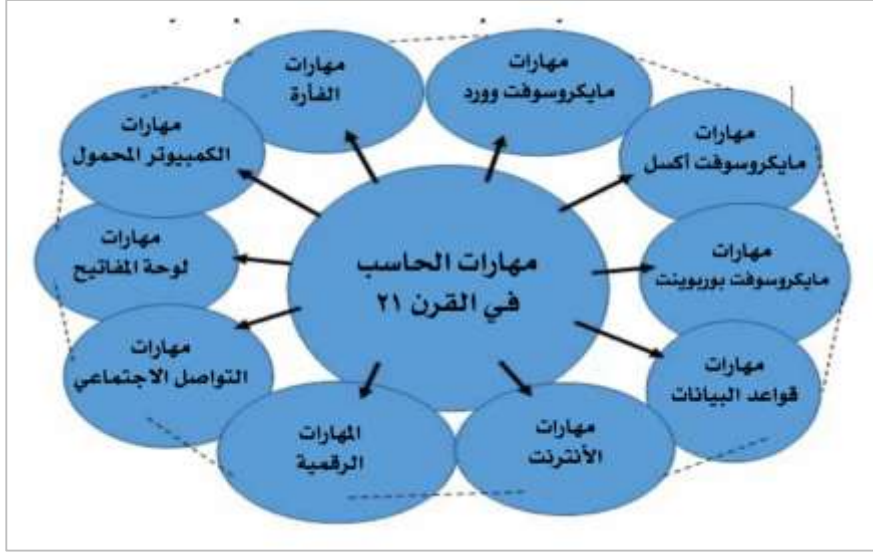 مهارات الحاسب
في القرن ٢١
مهارات
مايكروسوفت وورد
مهارات
مايكروسوفت أكسل
مهارات
مايكروسوفت بوربوينت
مهارات
قواعد البيانات
مهارات
الأنترنت
المهارات
الرقمية
مهارات
التواصل الاجتماعي
مهارات
لوحة المفاتيح
مهارات
الكمبيوتر المحمول
مهارات
الفأرة